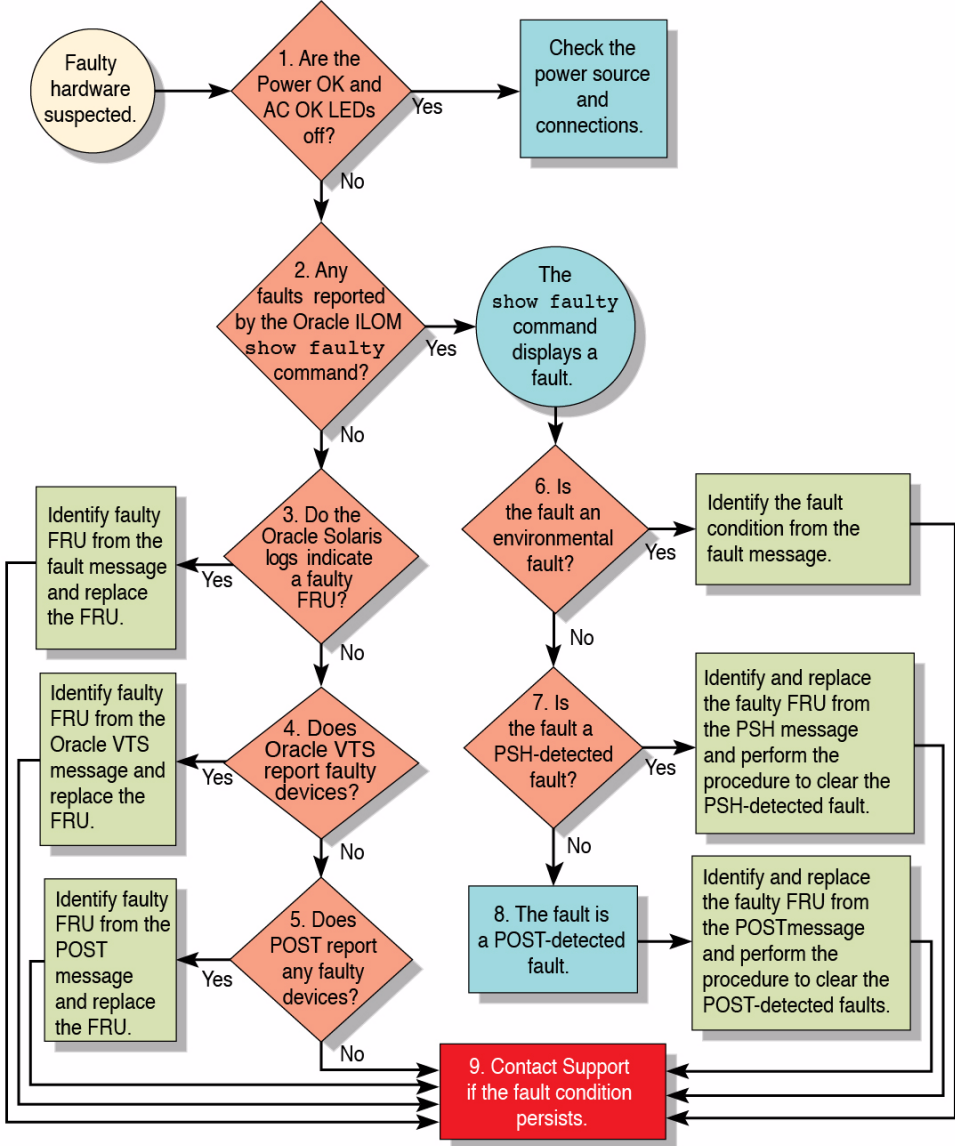 Faulty
hardware
suspected.
1. Are the
Power OK and
AC OK LEDs
off?
Yes
Check the
power source
and
connections.
No
2. Any
faults reported
by the Oracle ILOM
show faulty
command?
Yes
The
show faulty
command
displays a
fault.
No
3. Do the
Oracle Solaris
logs indicate
a faulty
FRU?
Yes
Identify faulty
FRU from the
fault message
and replace
the FRU.
No
4. Does
Oracle VTS
report faulty
devices?
Yes
Identify faulty
FRU from the
Oracle VTS
message and
replace the
FRU.
No
5. Does
POST report
any faulty
devices?
Yes
Identify faulty
FRU from the
POST
message
and replace
the FRU.
No
6. Is
the fault an
environmental
fault?
Yes
Identify the fault
condition from the
fault message.
No
7. Is
the fault a
PSH-detected
fault?
Yes
Identify and replace
the faulty FRU from
the PSH message
and perform the
procedure to clear the
PSH-detected fault.
No
8. The fault is
a POST-detected
fault.
Identify and replace
the faulty FRU from
the POSTmessage
and perform the
procedure to clear the
POST-detected faults.
9. Contact Support
if the fault condition
persists.